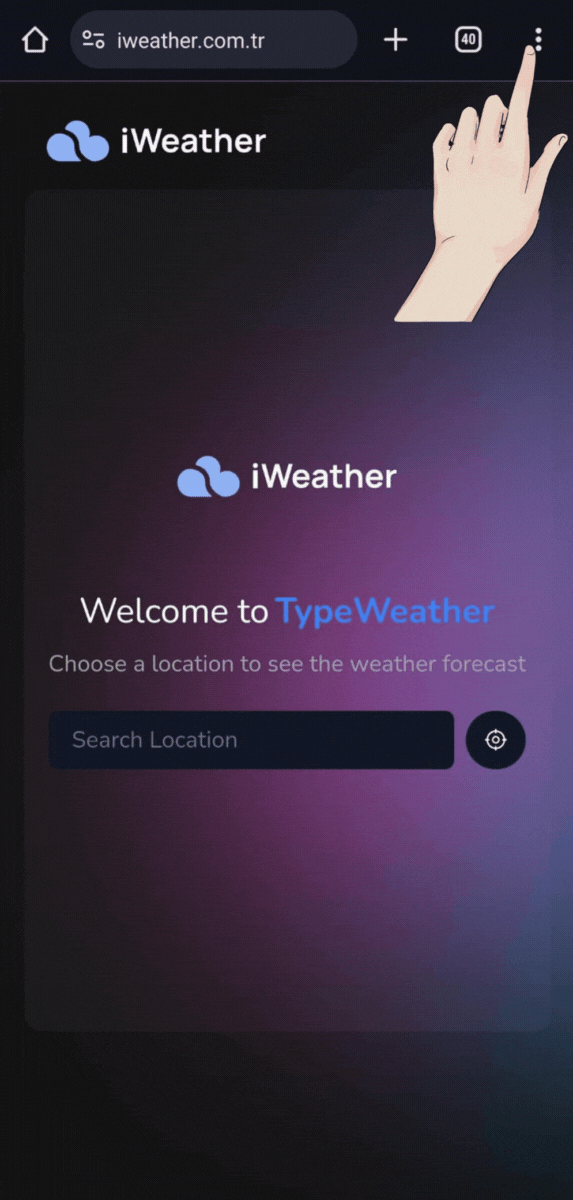 iweather.com.tr
40
iWeather
iWeather
Welcome to TypeWeather
Choose a location to see the weather forecast
Search Location